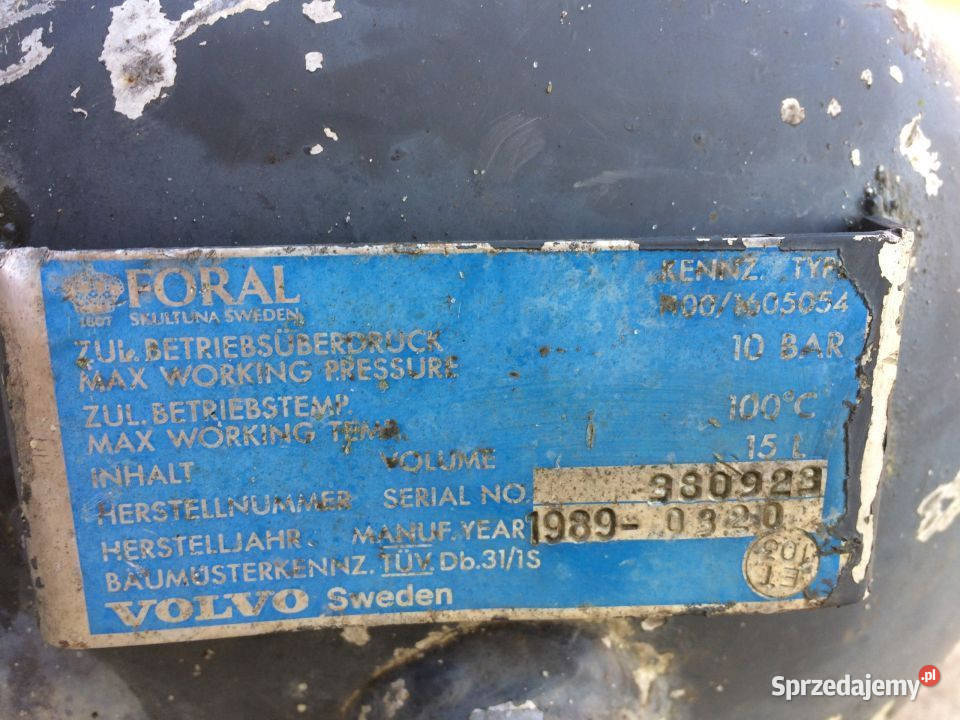 FORAL
1607
SKULTUNA SWEDEN
KENNZ. TYP
/1605054
ZUL. BETRIEBSÜBERDRUCK
MAX WORKING PRESSURE
10 BAR
ZUL. BETRIEBSTEMP.
MAX WORKING TEMP.
100°C
INHALT VOLUME 15 L
HERSTELLNUMMER SERIAL NO. 980923
HERSTELLJAHR. MANUF. YEAR 1989-0320
BAUMUSTERKENNZ. TÜV. Db.31/1S
VOLVO Sweden
Sprzedajemy.pl